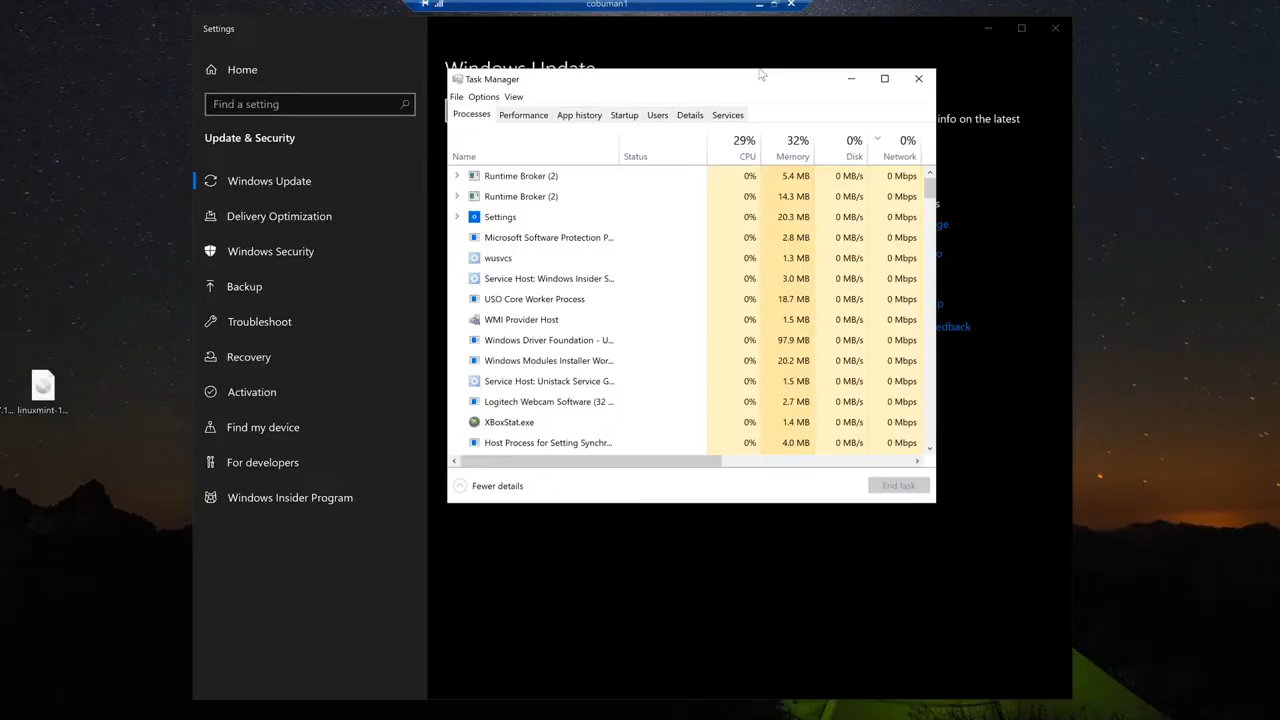 cobuman1
Settings
Home
Find a setting
Update & Security
Windows Update
Delivery Optimization
Windows Security
Backup
Troubleshoot
Recovery
Activation
Find my device
For developers
Windows Insider Program
linuxmint-1...
Windows Update
info on the latest
Task Manager
File Options View
Processes Performance App history Startup Users Details Services
29% 32% 0% 0%
Name Status CPU Memory Disk Network
Runtime Broker (2) 0% 5.4 MB 0 MB/s 0 Mbps
Runtime Broker (2) 0% 14.3 MB 0 MB/s 0 Mbps
Settings 0% 20.3 MB 0 MB/s 0 Mbps
Microsoft Software Protection P... 0% 2.8 MB 0 MB/s 0 Mbps
wusvcs 0% 1.3 MB 0 MB/s 0 Mbps
Service Host: Windows Insider S... 0% 3.0 MB 0 MB/s 0 Mbps
USO Core Worker Process 0% 18.7 MB 0 MB/s 0 Mbps
WMI Provider Host 0% 1.5 MB 0 MB/s 0 Mbps
Windows Driver Foundation - U... 0% 97.9 MB 0 MB/s 0 Mbps
Windows Modules Installer Wor... 0% 20.2 MB 0 MB/s 0 Mbps
Service Host: Unistack Service G... 0% 1.5 MB 0 MB/s 0 Mbps
Logitech Webcam Software (32 ... 0% 2.7 MB 0 MB/s 0 Mbps
XBoxStat.exe 0% 1.4 MB 0 MB/s 0 Mbps
Host Process for Setting Synchr... 0% 4.0 MB 0 MB/s 0 Mbps
Fewer details
End task